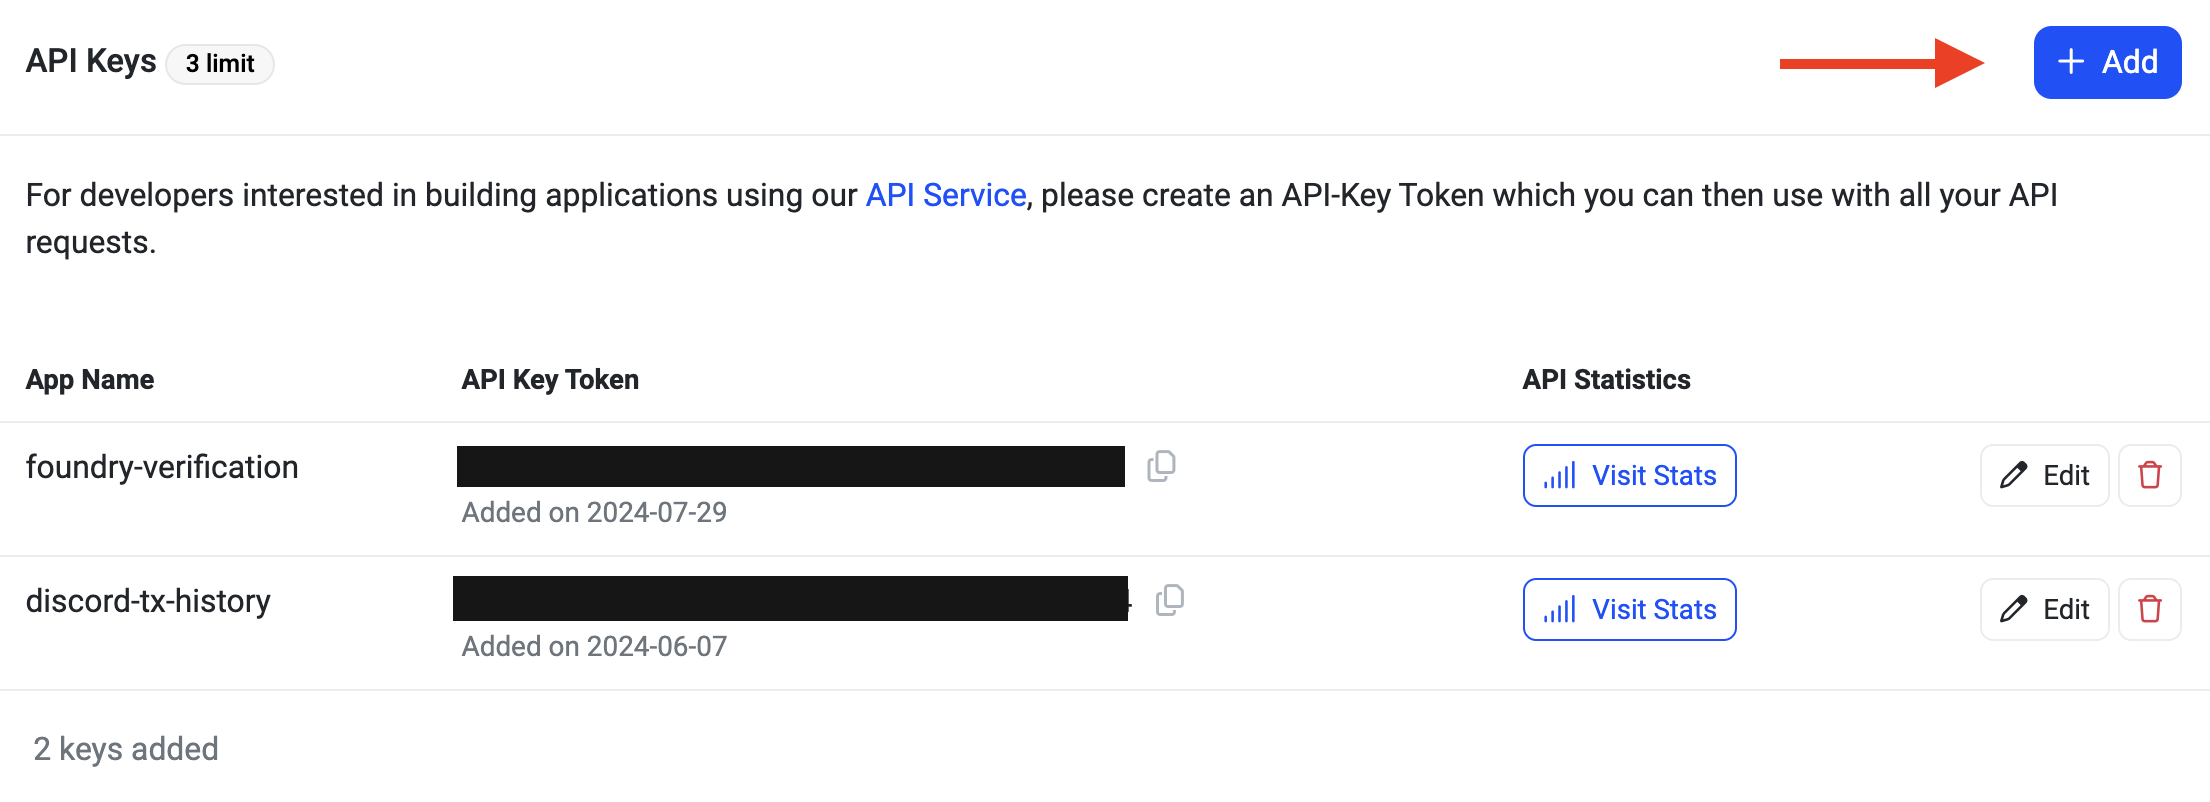 API Keys 3 limit
+ Add
For developers interested in building applications using our API Service, please create an API-Key Token which you can then use with all your API
requests.
App Name API Key Token API Statistics
foundry-verification Visit Stats Edit
Added on 2024-07-29
discord-tx-history Visit Stats Edit
Added on 2024-06-07
2 keys added